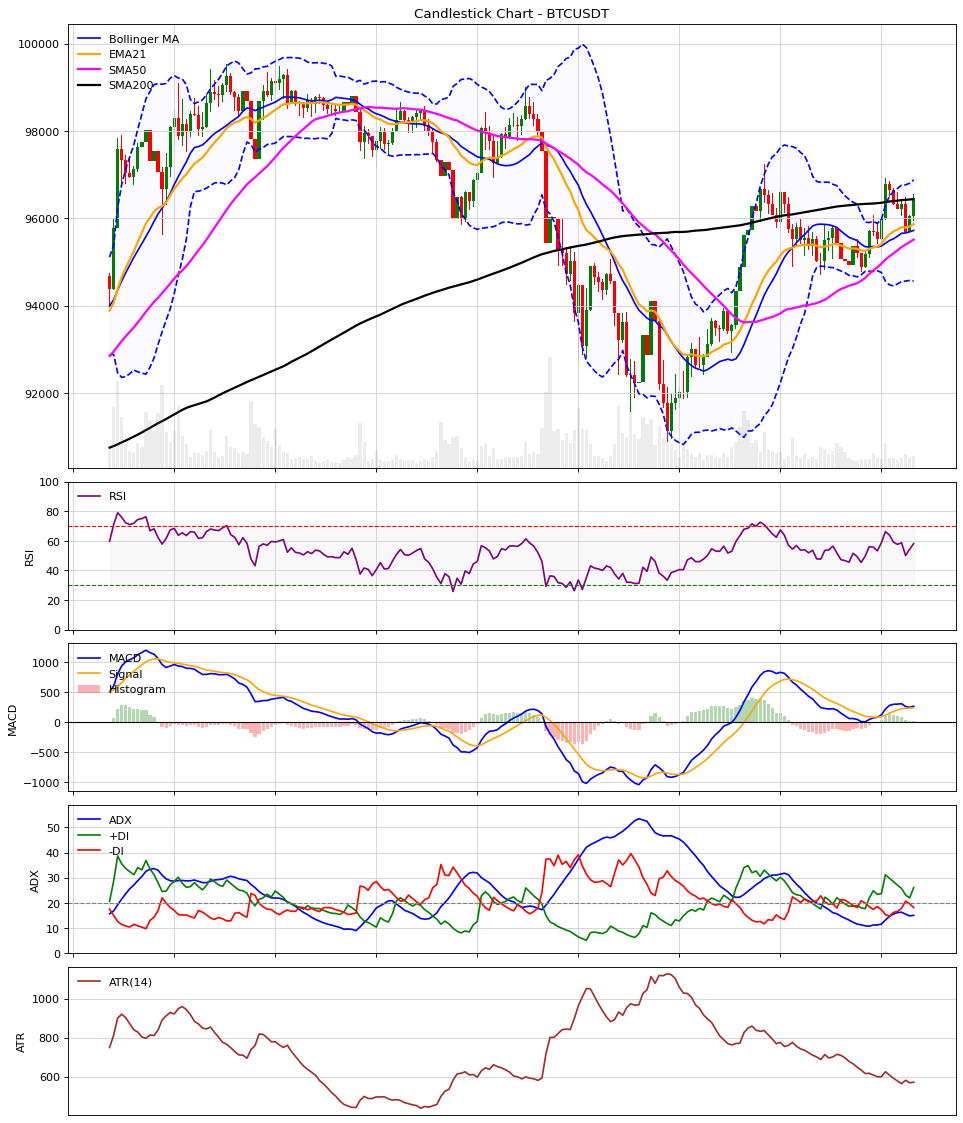 Candlestick Chart - BTCUSDT
Bollinger MA
EMA21
SMA50
SMA200
100000
98000
96000
94000
92000
RSI
RSI
100
80
60
40
20
0
MACD
Signal
Histogram
MACD
1000
500
0
−500
−1000
ADX
+DI
-DI
ADX
50
40
30
20
10
0
ATR(14)
ATR
1000
800
600